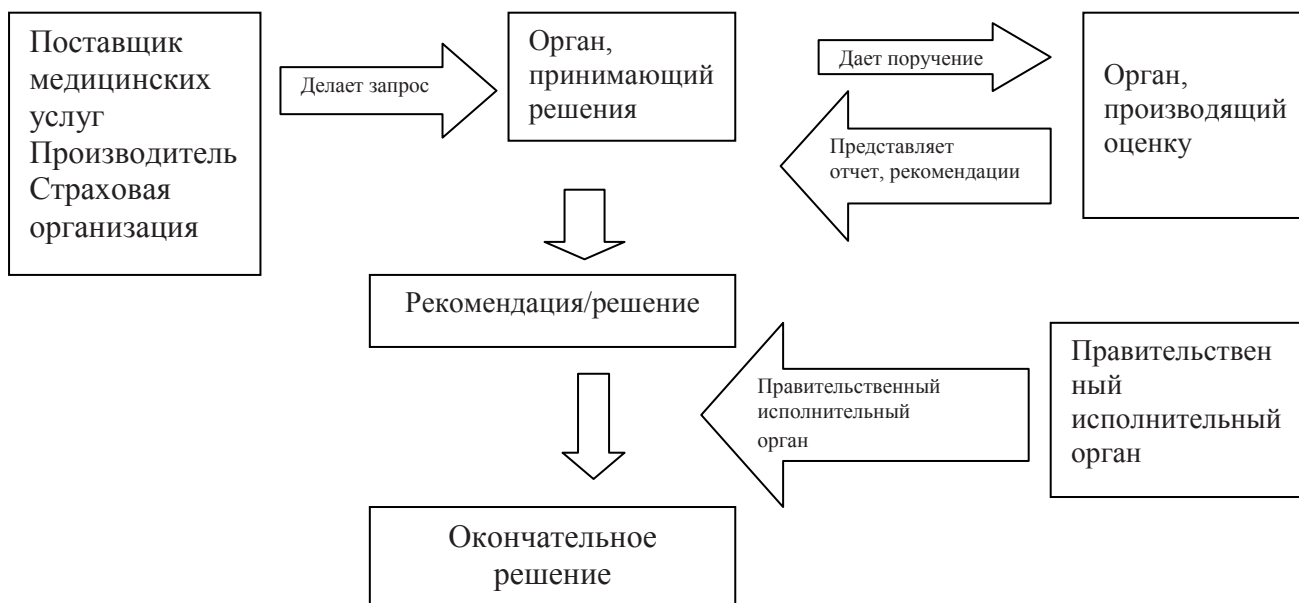 Поставщик
медицинских
услуг
Производитель
Страховая
организация
Делает запрос
Орган,
принимающий
решения
Дает поручение
Представляет
отчет, рекомендации
Орган,
производящий
оценку
Рекомендация/решение
Правительственный
исполнительный
орган
Правительствен
ный
исполнительный
орган
Окончательное
решение